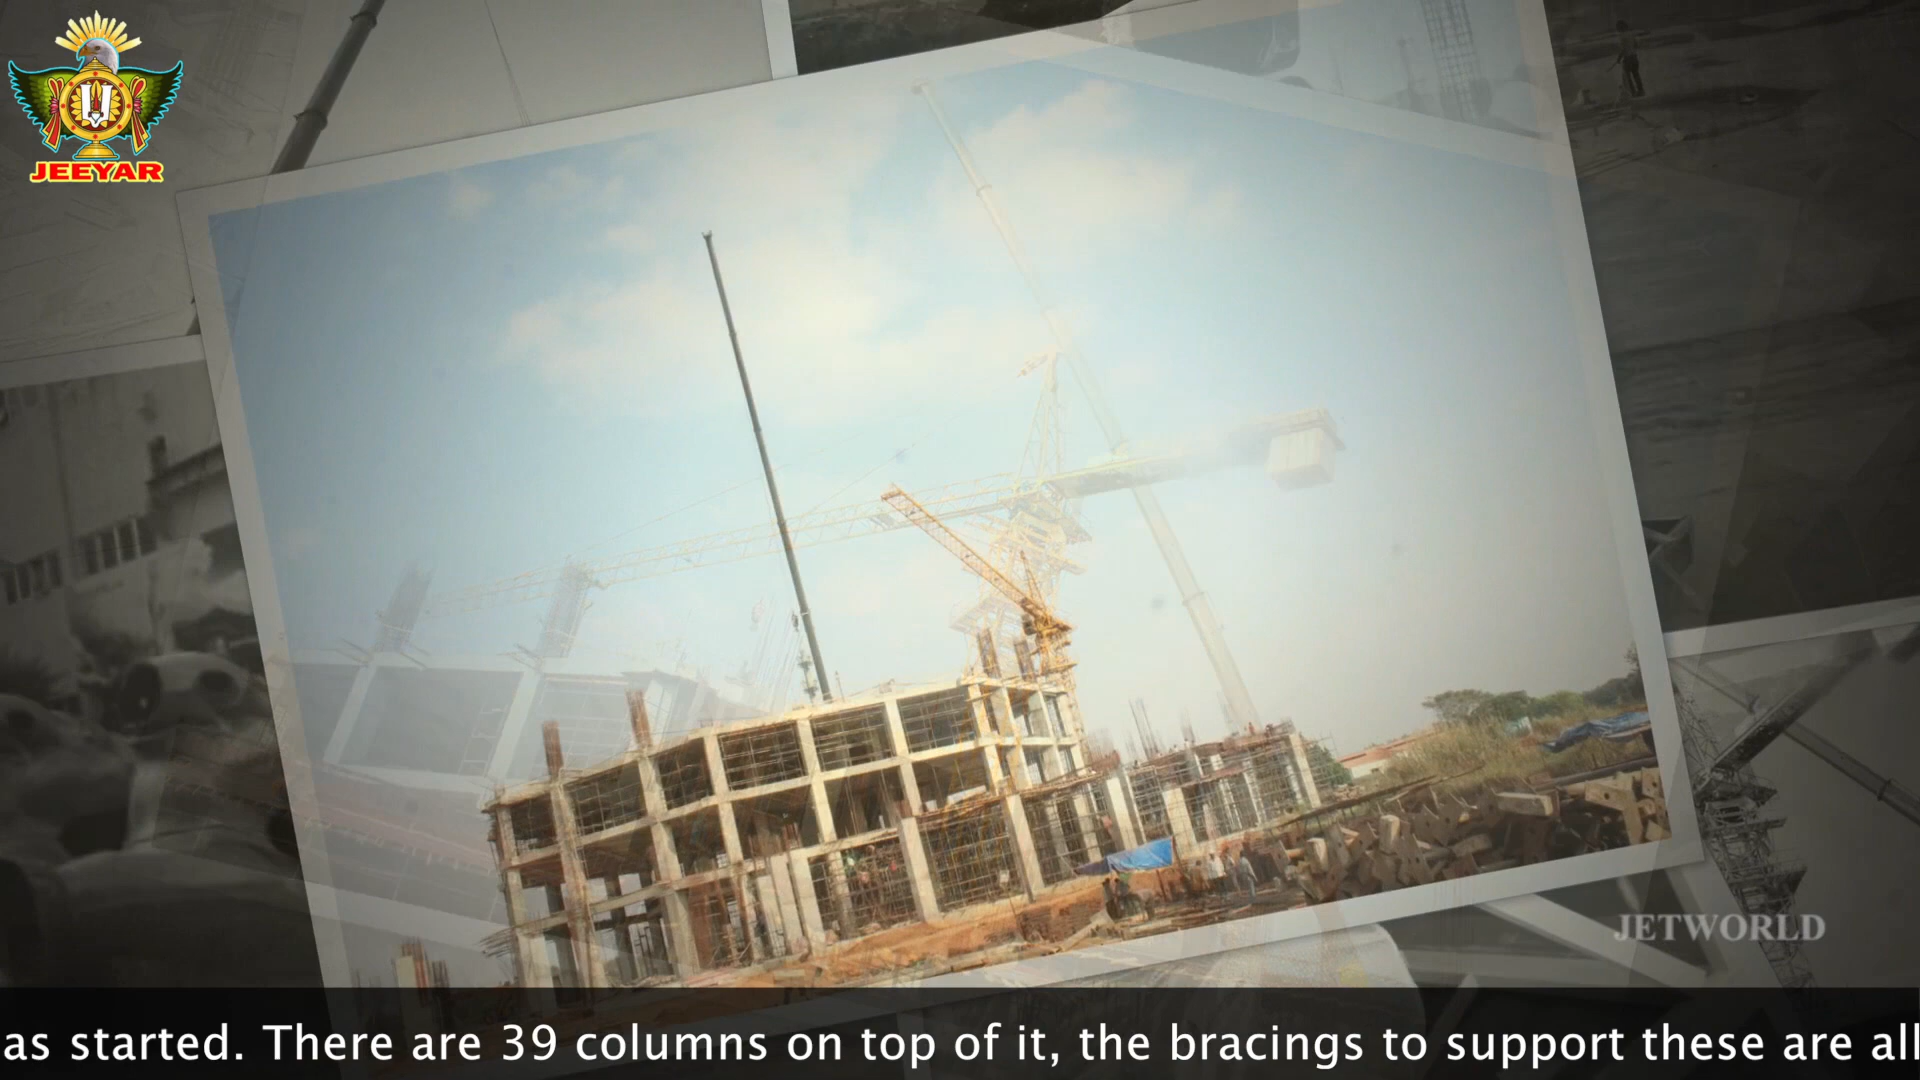 JEEYAR
JETWORLD
as started. There are 39 columns on top of it, the bracings to support these are all